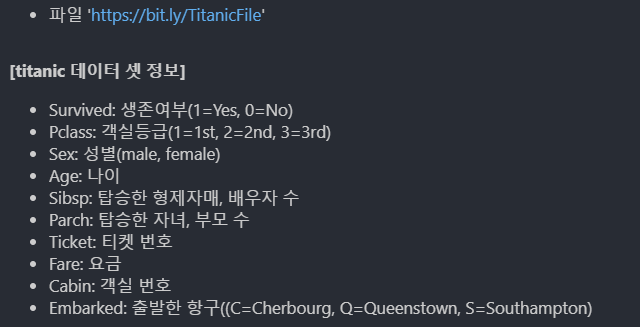 • 파일 'https://bit.ly/TitanicFile'
[titanic 데이터 셋 정보]
• Survived: 생존여부(1=Yes, 0=No)
• Pclass: 객실등급(1=1st, 2=2nd, 3=3rd)
• Sex: 성별(male, female)
• Age: 나이
• Sibsp: 탑승한 형제자매, 배우자 수
• Parch: 탑승한 자녀, 부모 수
• Ticket: 티켓 번호
• Fare: 요금
• Cabin: 객실 번호
• Embarked: 출발한 항구((C=Cherbourg, Q=Queenstown, S=Southampton)